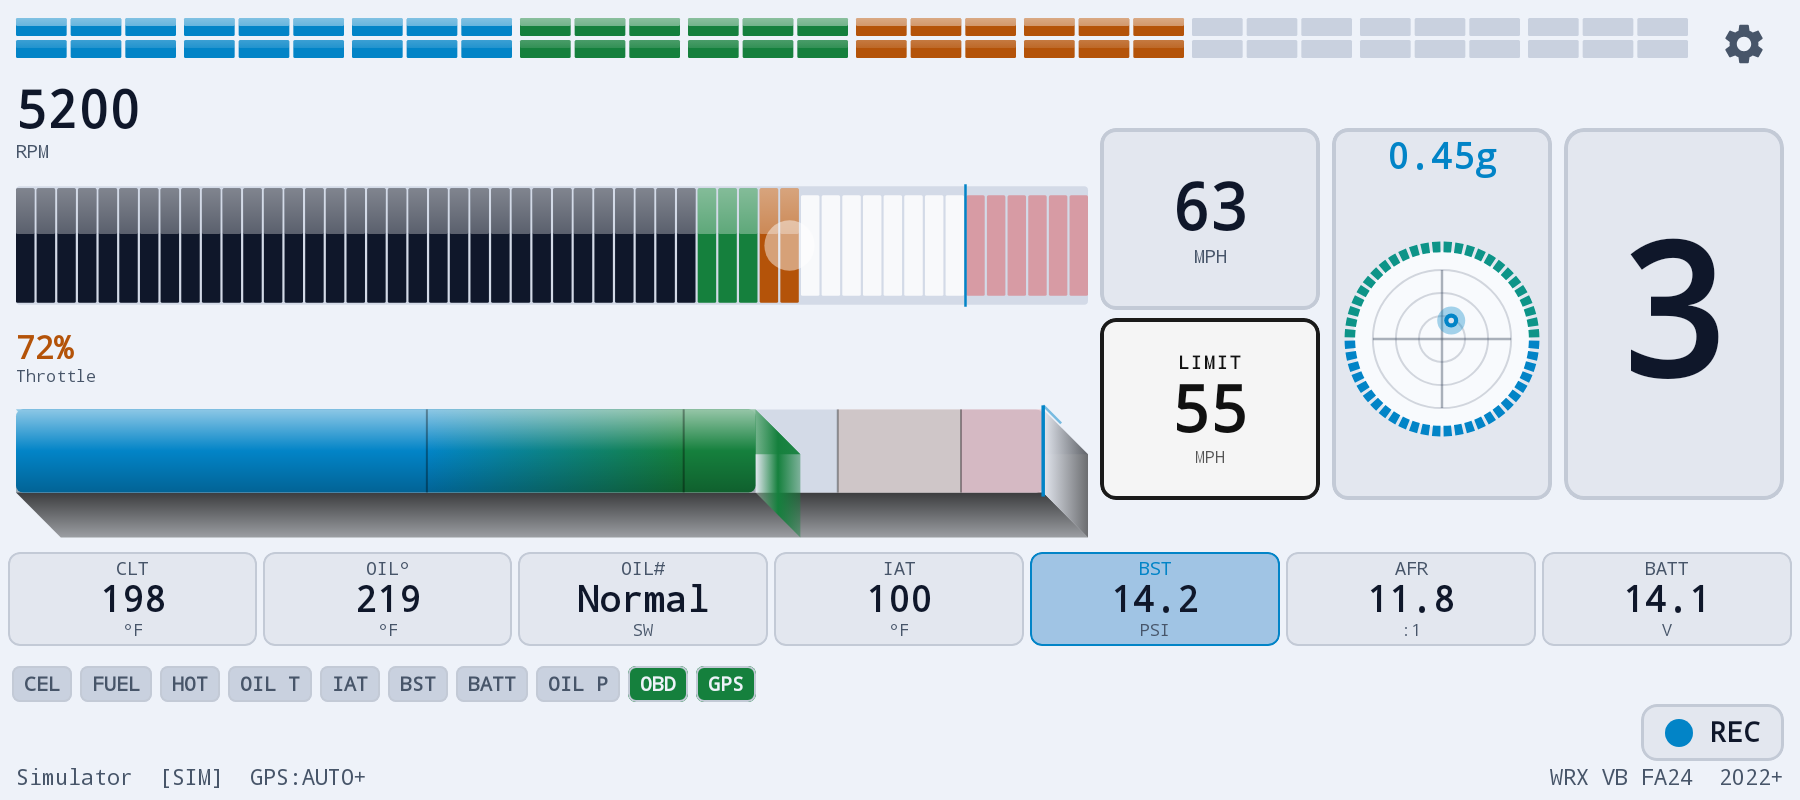 5200
RPM
72%
Throttle
63
MPH
LIMIT
55
MPH
0.45g
3
CLT
198
°F
OIL°
219
°F
OIL#
Normal
SW
IAT
100
°F
BST
14.2
PSI
AFR
11.8
:1
BATT
14.1
V
CEL FUEL HOT OIL T IAT BST BATT OIL P OBD GPS
REC
Simulator [SIM] GPS:AUTO+
WRX VB FA24 2022+